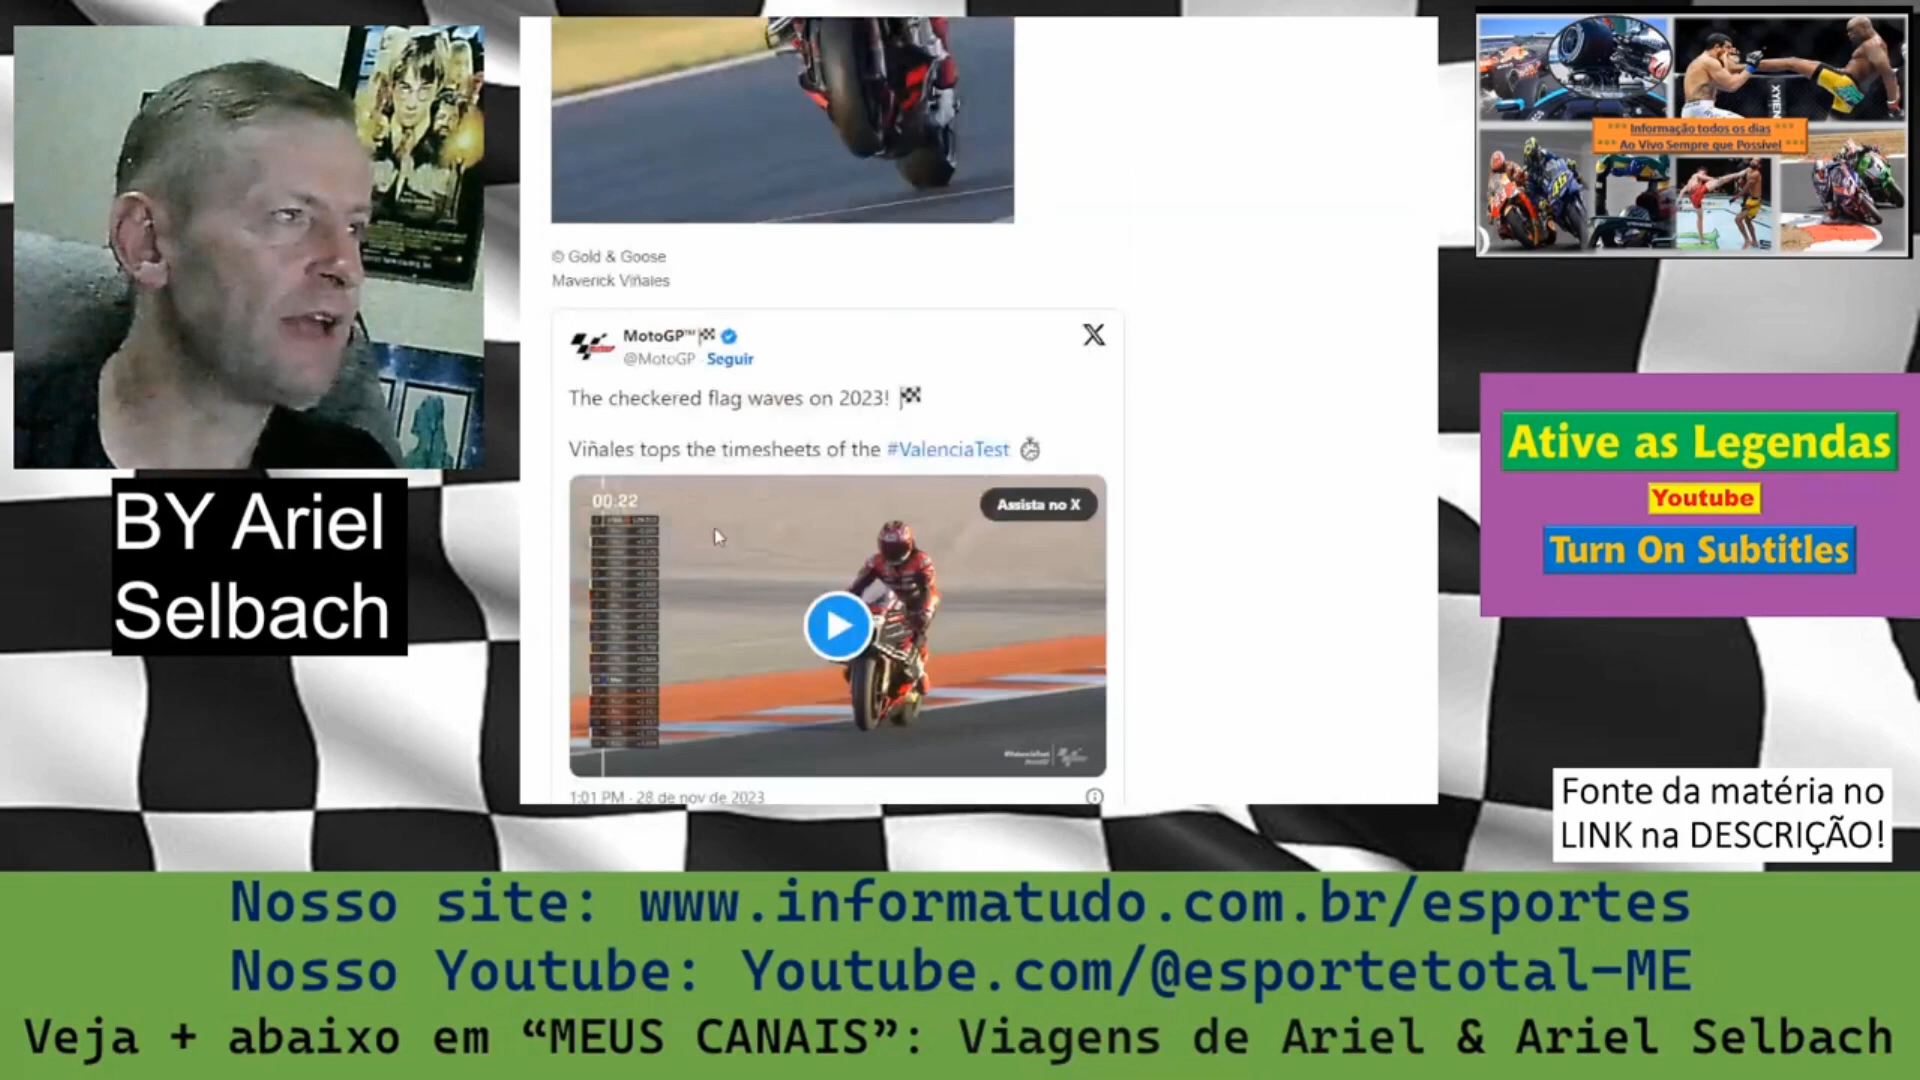 BY Ariel
Selbach
© Gold & Goose
Maverick Viñales
MotoGP™
@MotoGP · Seguir
The checkered flag waves on 2023!
Viñales tops the timesheets of the #ValenciaTest
00:22
Assista no X
#ValenciaTest
1:01 PM · 28 de nov de 2023
*** Informação todos os dias ***
*** Ao Vivo Sempre que Possível ***
Ative as Legendas
Youtube
Turn On Subtitles
Fonte da matéria no
LINK na DESCRIÇÃO!
Nosso site: www.informatudo.com.br/esportes
Nosso Youtube: Youtube.com/@esportetotal-ME
Veja + abaixo em “MEUS CANAIS”: Viagens de Ariel & Ariel Selbach